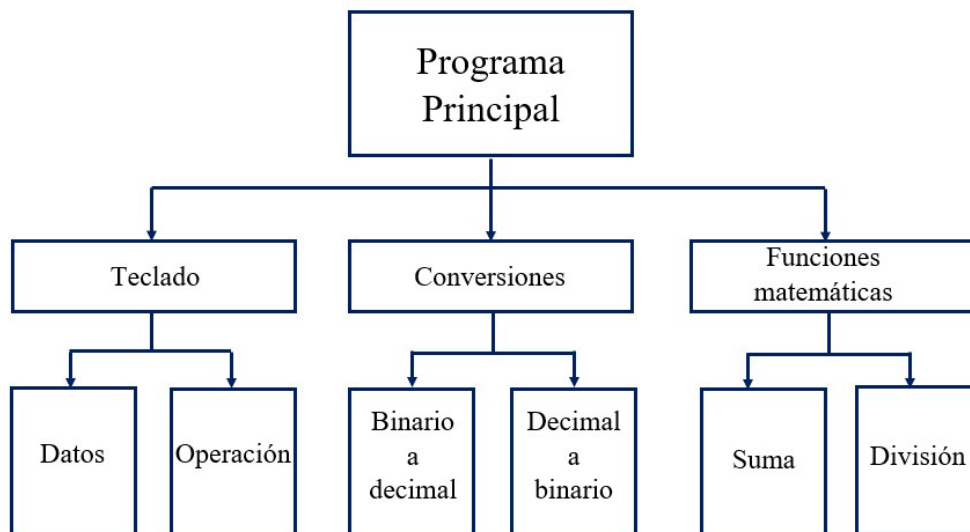 Programa
Principal
Teclado
Conversiones
Funciones
matemáticas
Datos
Operación
Binario
a
decimal
Decimal
a
binario
Suma
División